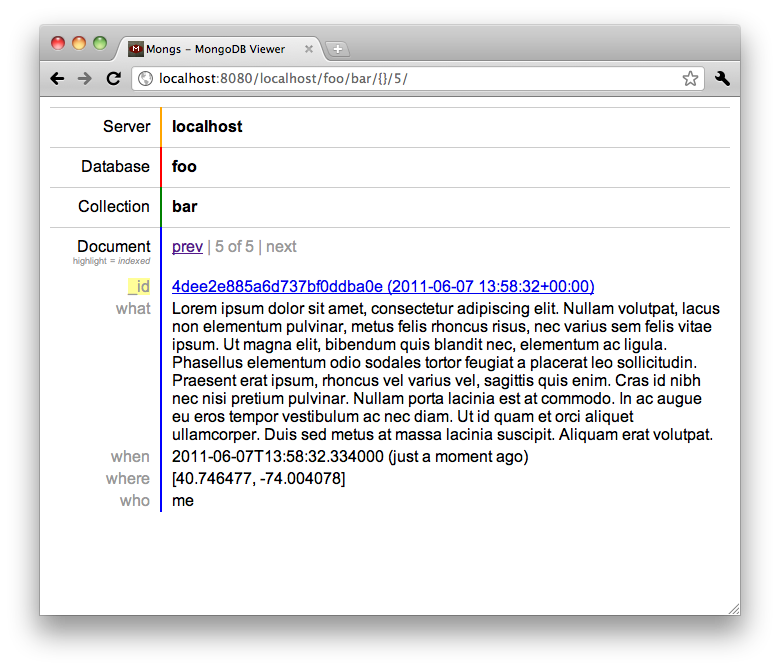 Mongs – MongoDB Viewer
localhost:8080/localhost/foo/bar/{}/5/
Server localhost
Database foo
Collection bar
Document prev | 5 of 5 | next
highlight = indexed
_id 4dee2e885a6d737bf0ddba0e (2011-06-07 13:58:32+00:00)
what Lorem ipsum dolor sit amet, consectetur adipiscing elit. Nullam volutpat, lacus
non elementum pulvinar, metus felis rhoncus risus, nec varius sem felis vitae
ipsum. Ut magna elit, bibendum quis blandit nec, elementum ac ligula.
Phasellus elementum odio sodales tortor feugiat a placerat leo sollicitudin.
Praesent erat ipsum, rhoncus vel varius vel, sagittis quis enim. Cras id nibh
nec nisi pretium pulvinar. Nullam porta lacinia est at commodo. In ac augue
eu eros tempor vestibulum ac nec diam. Ut id quam et orci aliquet
ullamcorper. Duis sed metus at massa lacinia suscipit. Aliquam erat volutpat.
when 2011-06-07T13:58:32.334000 (just a moment ago)
where [40.746477, -74.004078]
who me